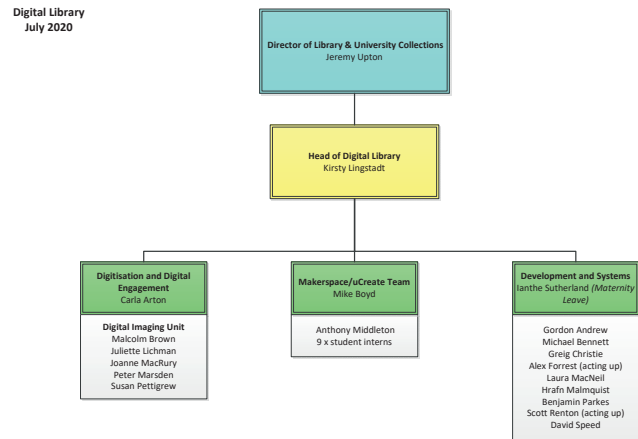 Digital Library
July 2020
Director of Library & University Collections
Jeremy Upton
Head of Digital Library
Kirsty Lingstadt
Digitisation and Digital
Engagement
Carla Arton
Digital Imaging Unit
Malcolm Brown
Juliette Lichman
Joanne MacRury
Peter Marsden
Susan Pettigrew
Makerspace/uCreate Team
Mike Boyd
Anthony Middleton
9 x student interns
Development and Systems
Ianthe Sutherland (Maternity
Leave)
Gordon Andrew
Michael Bennett
Greig Christie
Alex Forrest (acting up)
Laura MacNeil
Hrafn Malmquist
Benjamin Parkes
Scott Renton (acting up)
David Speed